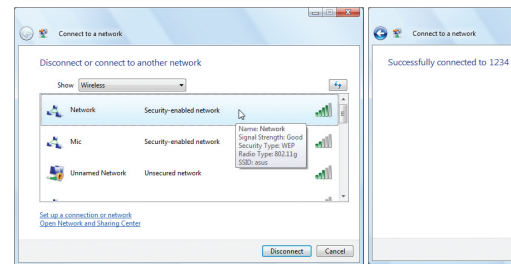 Connect to a network
Disconnect or connect to another network
Show Wireless
Network Security-enabled network
Name: Network
Signal Strength: Good
Security Type: WEP
Radio Type: 802.11g
SSID: asus
Mic Security-enabled network
Unnamed Network Unsecured network
Set up a connection or network
Open Network and Sharing Center
Disconnect Cancel
Connect to a network
Successfully connected to 1234